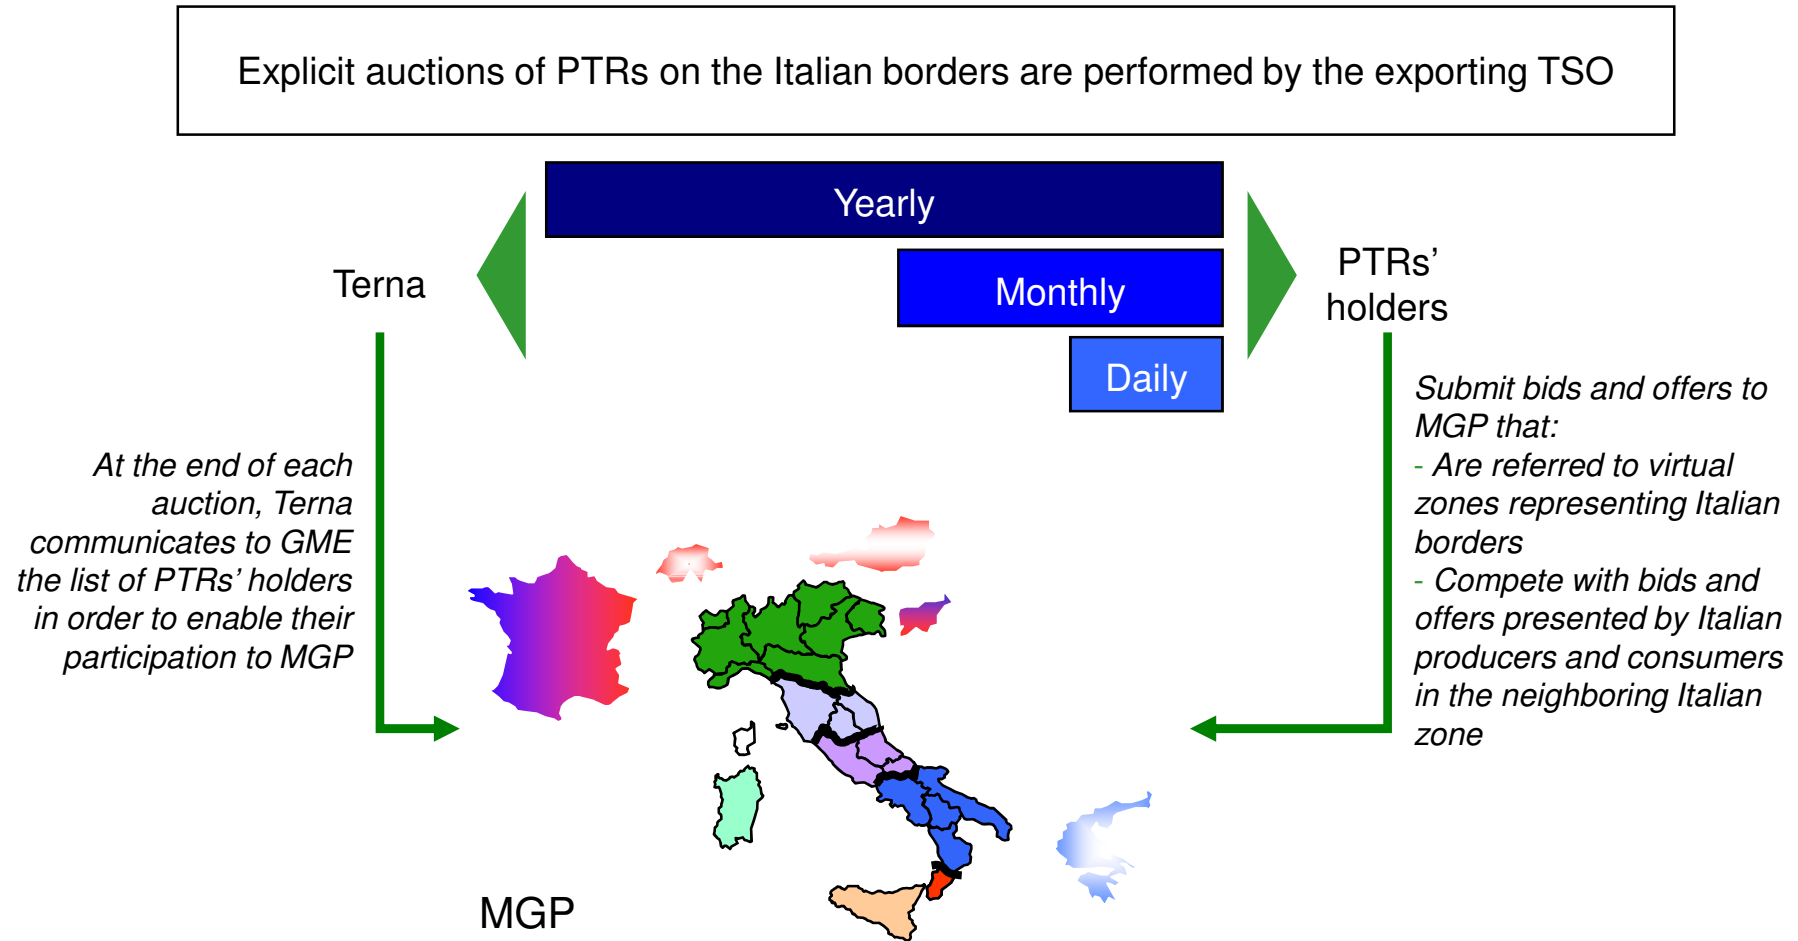 Explicit auctions of PTRs on the Italian borders are performed by the exporting TSO
Yearly
Monthly
Daily
Terna
PTRs’
holders
At the end of each
auction, Terna
communicates to GME
the list of PTRs’ holders
in order to enable their
participation to MGP
Submit bids and offers to
MGP that:
- Are referred to virtual
zones representing Italian
borders
- Compete with bids and
offers presented by Italian
producers and consumers
in the neighboring Italian
zone
MGP